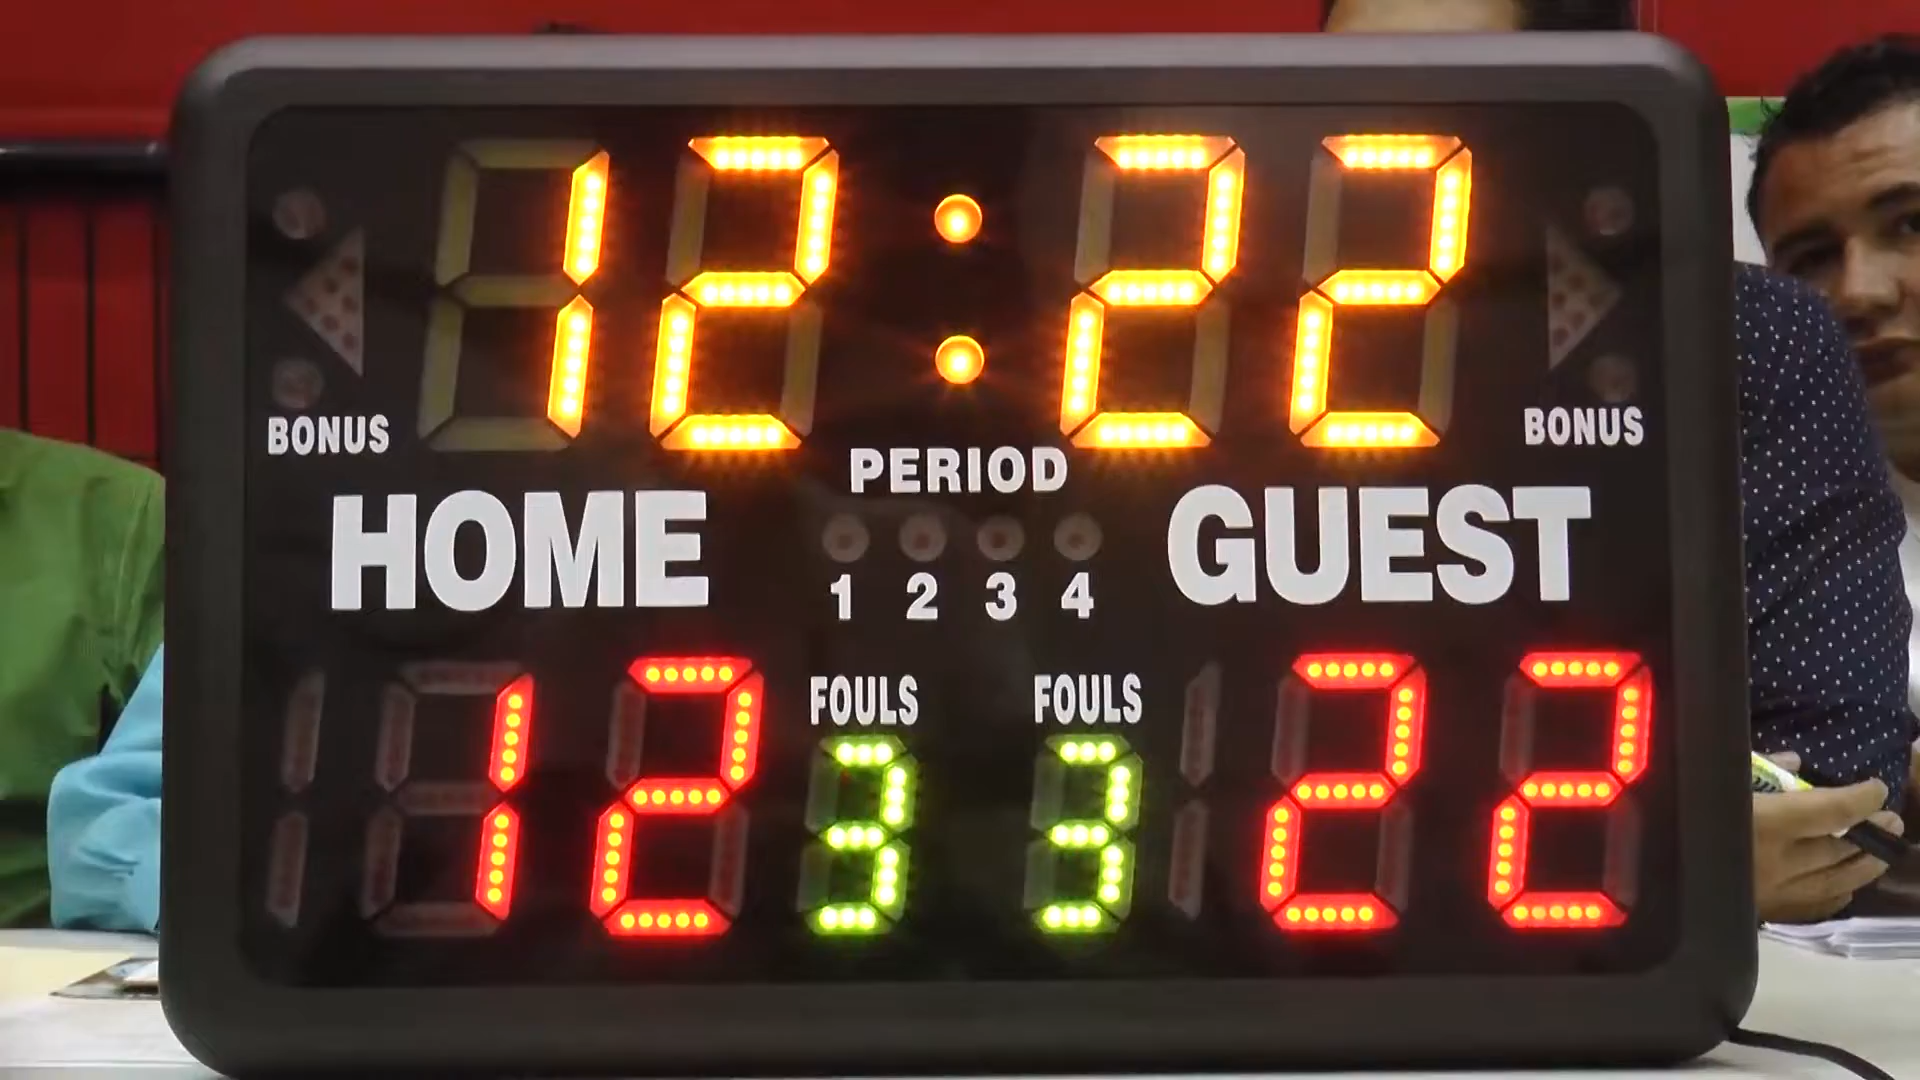 12:22
BONUS BONUS
PERIOD
HOME GUEST
1 2 3 4
FOULS FOULS
12 3 3 22